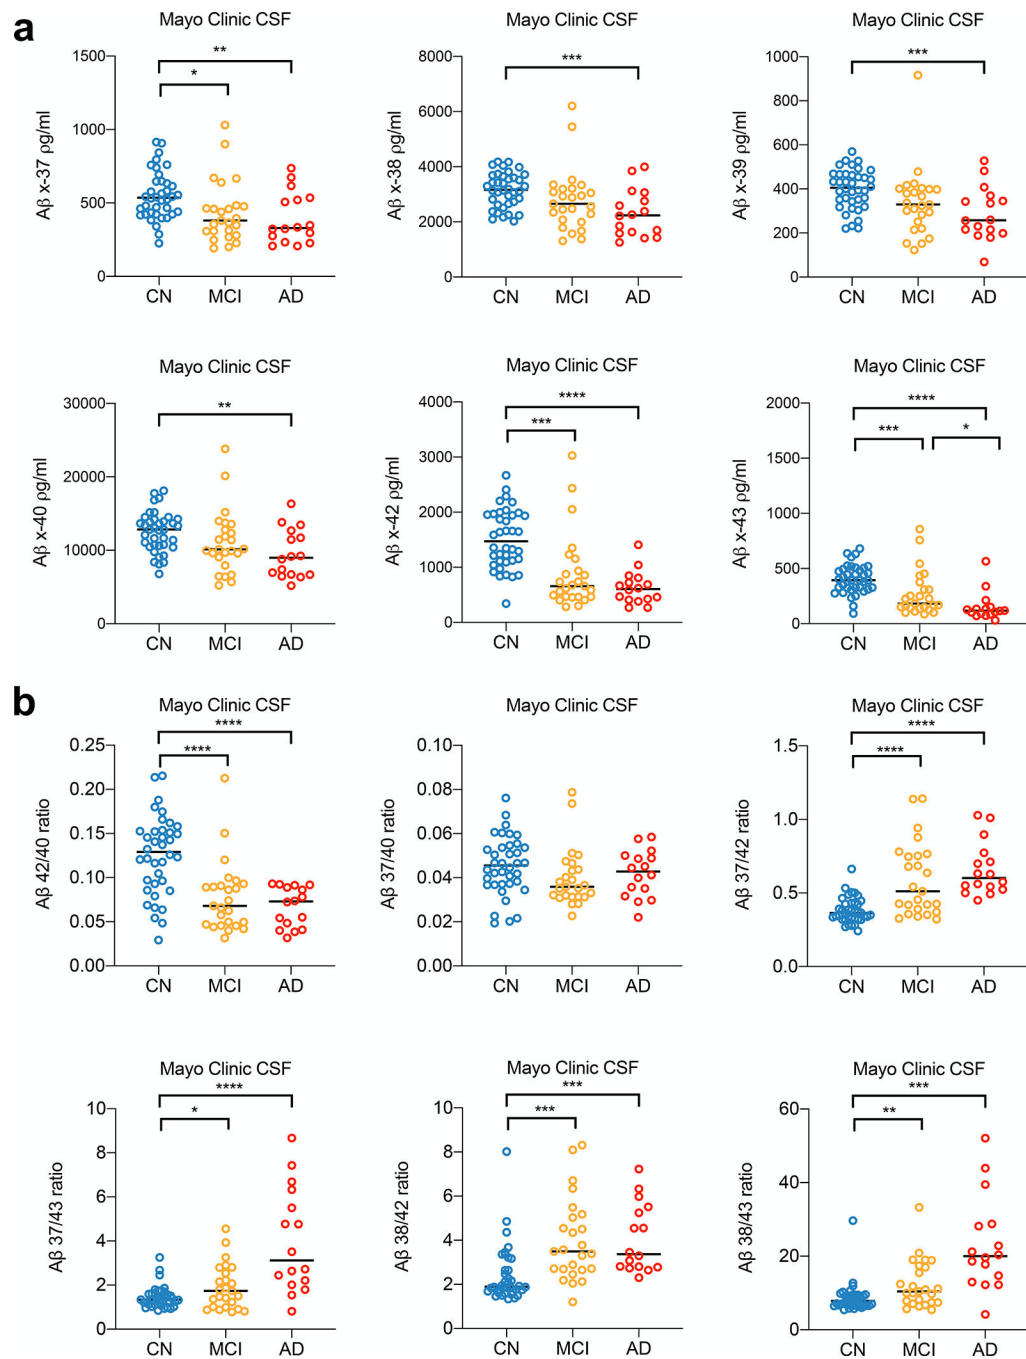 a
Mayo Clinic CSF
Aβ x-37 ρg/ml
1500
1000
500
0
**
*
CN MCI AD
Mayo Clinic CSF
Aβ x-38 ρg/ml
8000
6000
4000
2000
0
***
CN MCI AD
Mayo Clinic CSF
Aβ x-39 ρg/ml
1000
800
600
400
200
0
***
CN MCI AD
Mayo Clinic CSF
Aβ x-40 ρg/ml
30000
20000
10000
0
**
CN MCI AD
Mayo Clinic CSF
Aβ x-42 ρg/ml
4000
3000
2000
1000
0
****
***
CN MCI AD
Mayo Clinic CSF
Aβ x-43 ρg/ml
2000
1500
1000
500
0
****
*** *
CN MCI AD
b
Mayo Clinic CSF
Aβ 42/40 ratio
0.25
0.20
0.15
0.10
0.05
0.00
****
****
CN MCI AD
Mayo Clinic CSF
Aβ 37/40 ratio
0.10
0.08
0.06
0.04
0.02
0.00
CN MCI AD
Mayo Clinic CSF
Aβ 37/42 ratio
1.5
1.0
0.5
0.0
****
****
CN MCI AD
Mayo Clinic CSF
Aβ 37/43 ratio
10
8
6
4
2
0
****
*
CN MCI AD
Mayo Clinic CSF
Aβ 38/42 ratio
10
8
6
4
2
0
***
***
CN MCI AD
Mayo Clinic CSF
Aβ 38/43 ratio
60
40
20
0
***
**
CN MCI AD